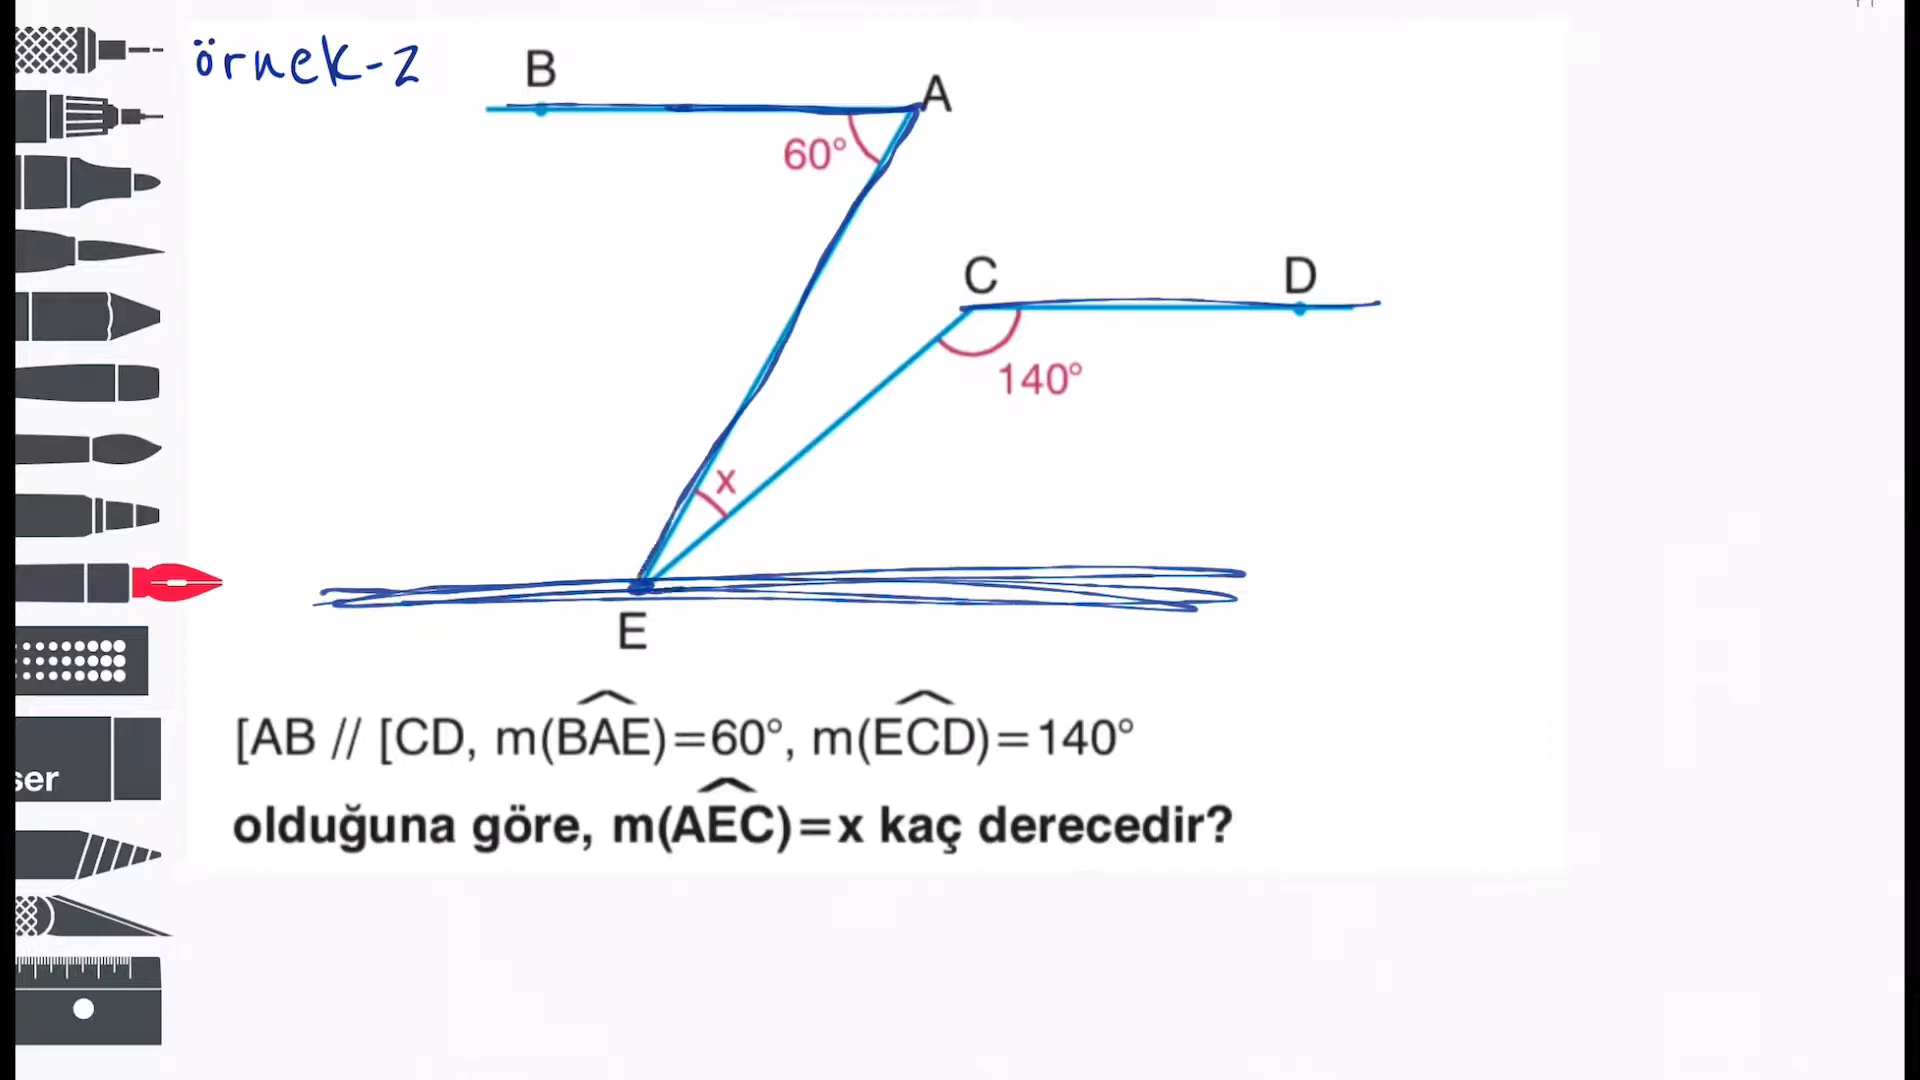 örnek-2
B
A
60°
C
D
140°
x
E
[AB // [CD, m(BAE)=60°, m(ECD)=140°
ser
olduğuna göre, m(AEC)=x kaç derecedir?